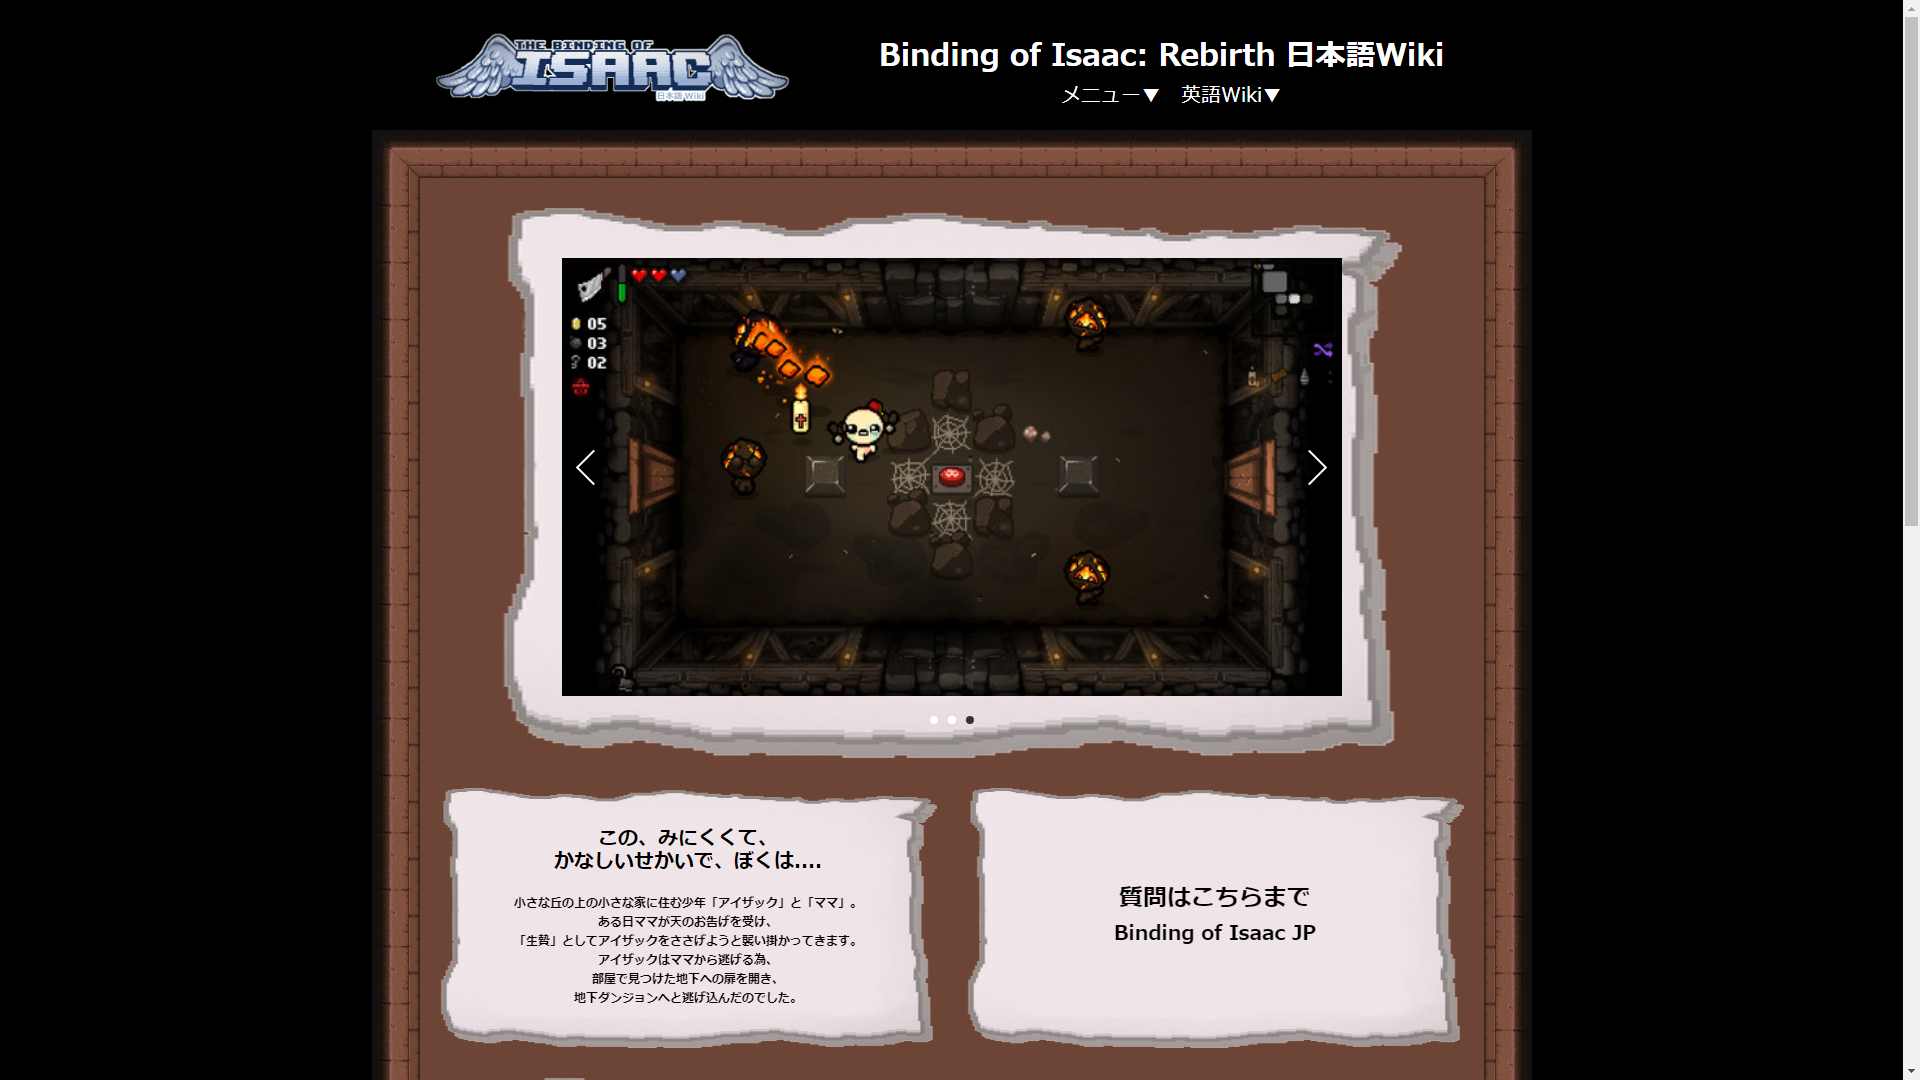 THE BINDING OF
ISAAC
日本語 Wiki
Binding of Isaac: Rebirth 日本語Wiki
メニュー▼ 英語Wiki▼
05
03
02
この、みにくくて、
かなしいせかいで、ぼくは....
小さな丘の上の小さな家に住む少年「アイザック」と「ママ」。
ある日ママが天のお告げを受け、
「生贄」としてアイザックをささげようと襲い掛かってきます。
アイザックはママから逃げる為、
部屋で見つけた地下への扉を開き、
地下ダンジョンへと逃げ込んだのでした。
質問はこちらまで
Binding of Isaac JP